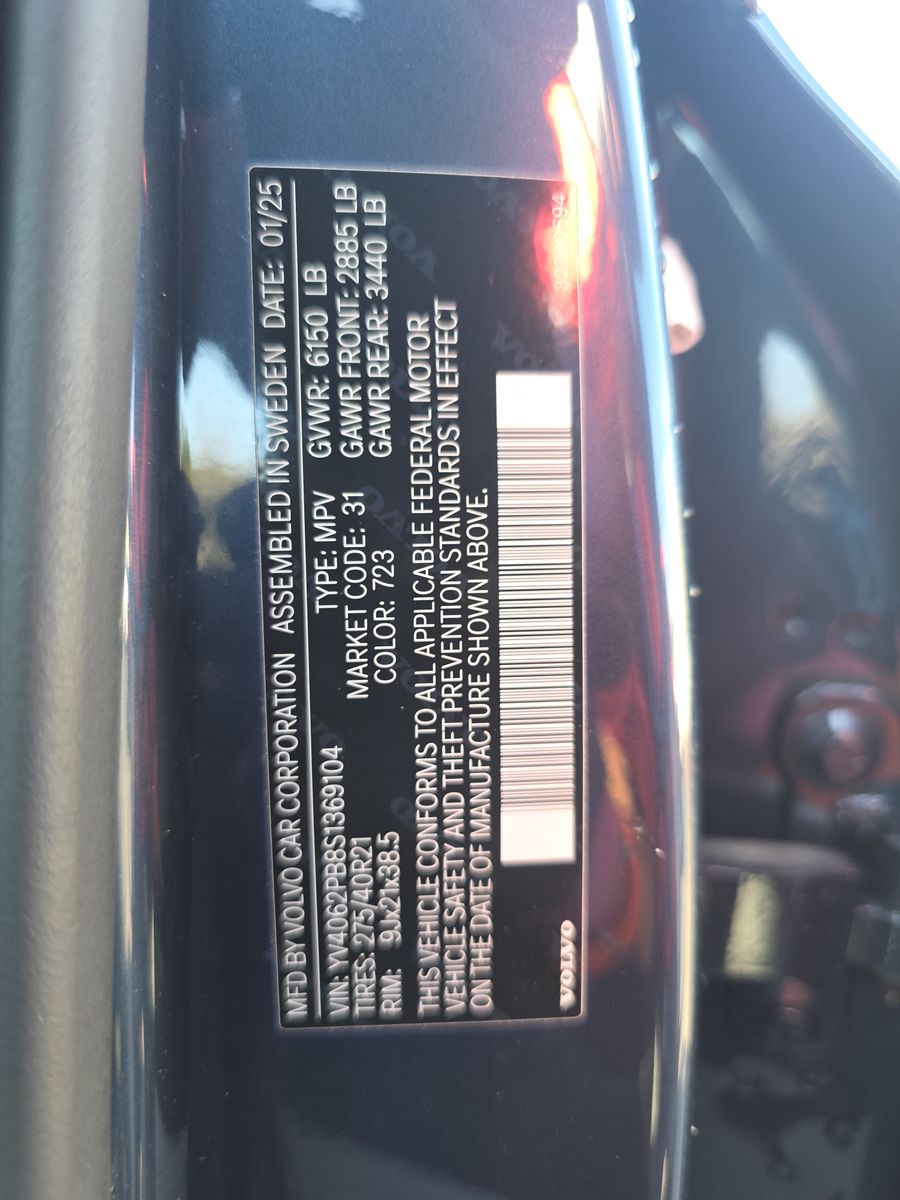 MFD BY VOLVO CAR CORPORATION ASSEMBLED IN SWEDEN DATE: 01/25
VIN: YV4062PB8S1369104 TYPE: MPV GVWR: 6150 LB
TIRES: 275/40R21 MARKET CODE: 31 GAWR FRONT: 2885 LB
RIM: 9Jx21x38.5 COLOR: 723 GAWR REAR: 3440 LB
THIS VEHICLE CONFORMS TO ALL APPLICABLE FEDERAL MOTOR
VEHICLE SAFETY AND THEFT PREVENTION STANDARDS IN EFFECT
ON THE DATE OF MANUFACTURE SHOWN ABOVE.
VOLVO